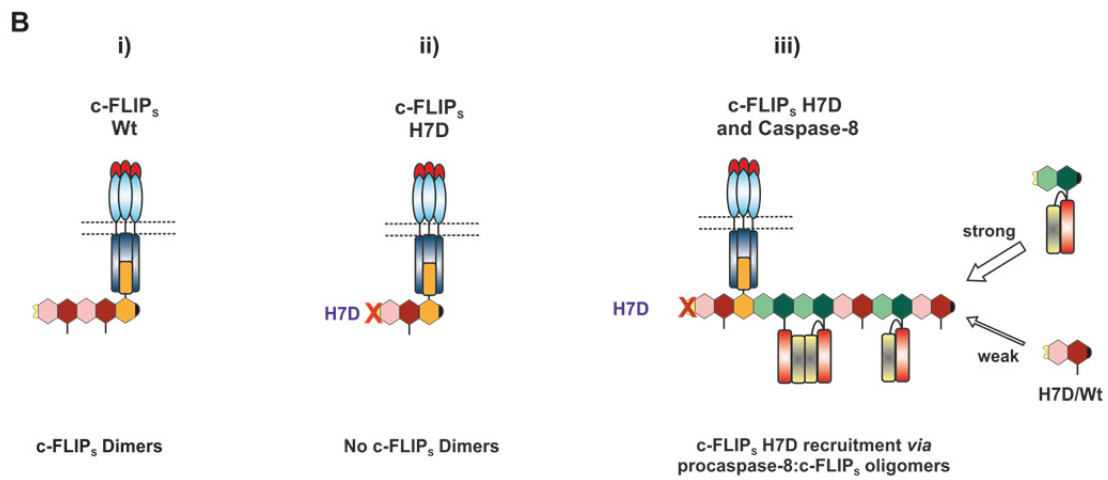 B
i)
c-FLIPS
Wt
c-FLIPS Dimers
ii)
c-FLIPS
H7D
H7D
X
No c-FLIPS Dimers
iii)
c-FLIPS H7D
and Caspase-8
H7D
X
strong
weak
H7D/Wt
c-FLIPS H7D recruitment via
procaspase-8:c-FLIPS oligomers